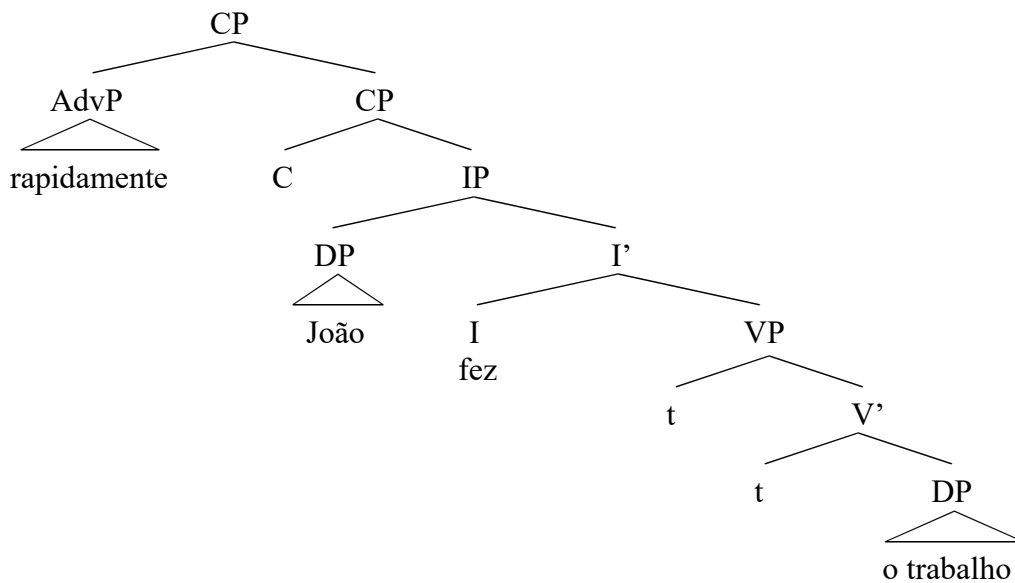 CP
AdvP CP
rapidamente C IP
DP I’
João I VP
fez
t V’
t DP
o trabalho